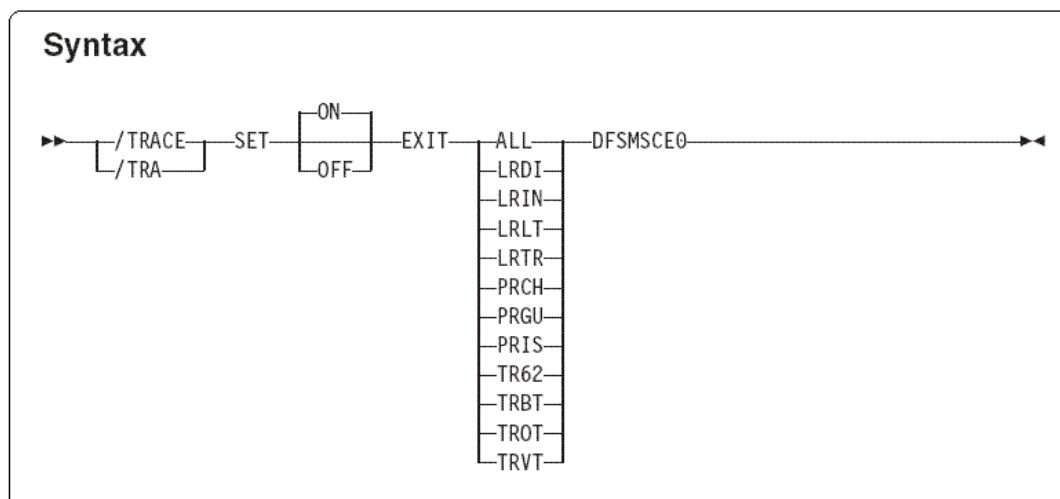 Syntax
ON
/TRACE SET EXIT ALL DFSMSCE0
/TRA OFF LRDI
LRIN
LRLT
LRTR
PRCH
PRGU
PRIS
TR62
TRBT
TROT
TRVT